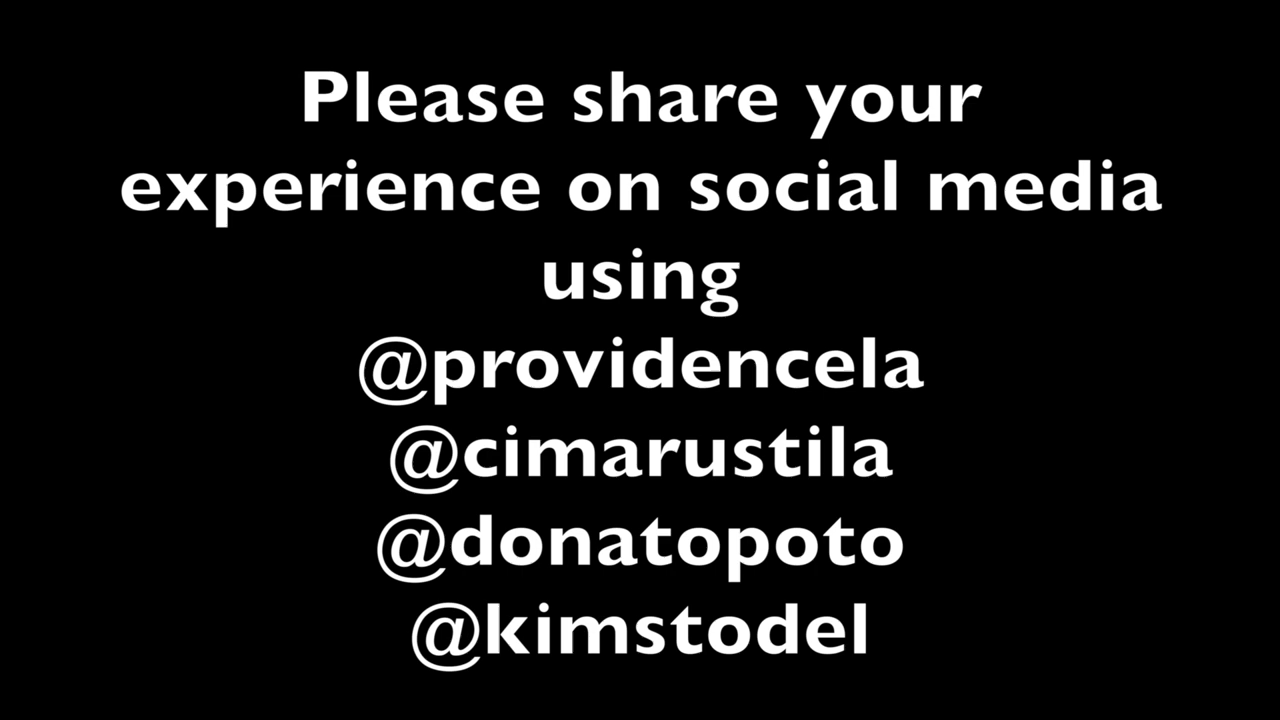 Please share your
experience on social media
using
@providencela
@cimarustila
@donatopoto
@kimstodel